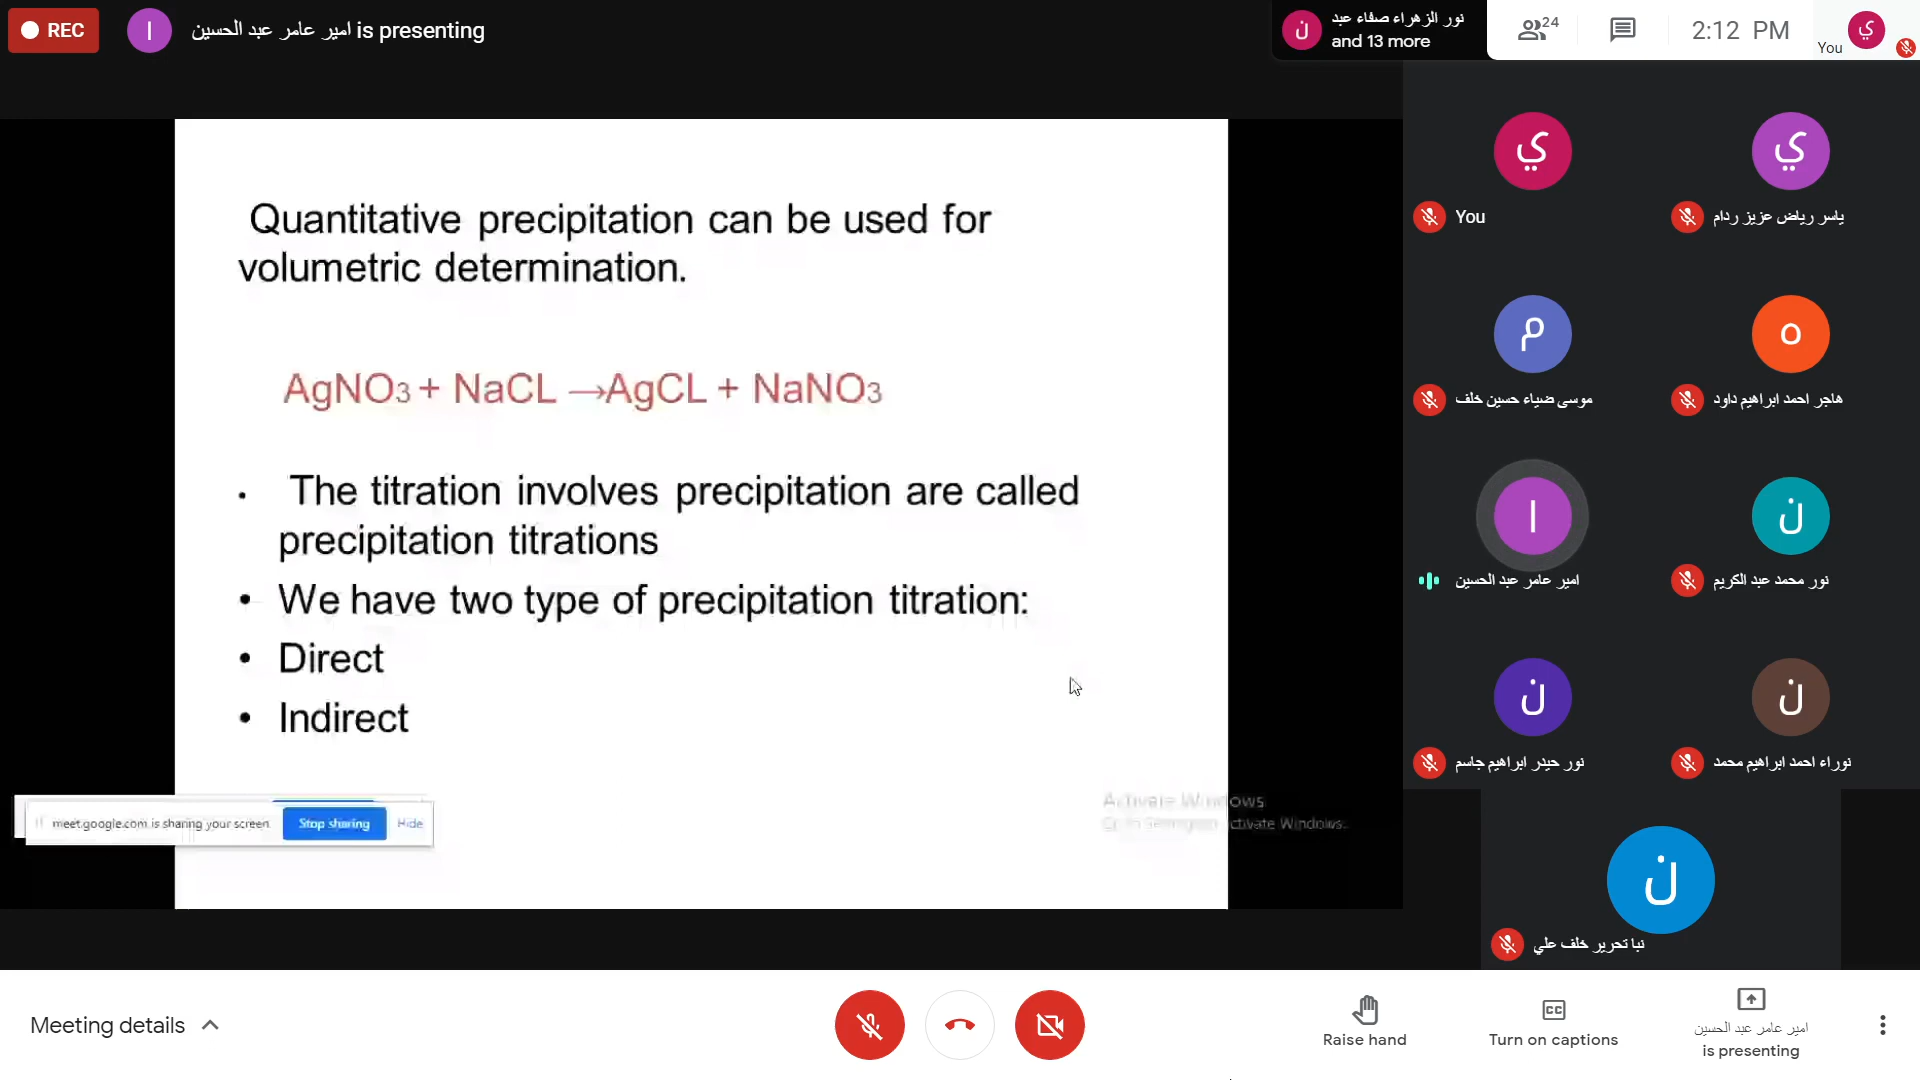 REC
ا
امير عامر عبد الحسين is presenting
ن
نور الزهراء صفاء عبد
and 13 more
24
2:12 PM
You
ي
Quantitative precipitation can be used for
volumetric determination.
AgNO3 + NaCL →AgCL + NaNO3
• The titration involves precipitation are called
precipitation titrations
• We have two type of precipitation titration:
• Direct
• Indirect
meet.google.com is sharing your screen
Stop sharing
Hide
Activate Windows
Activate Windows.
ي
You
ي
ياسر رياض عزيز ردام
م
موسى ضياء حسين خلف
ه
هاجر احمد ابراهيم داود
ا
امير عامر عبد الحسين
ن
نور محمد عبد الكريم
ن
نور حيدر ابراهيم جاسم
ن
نوراء احمد ابراهيم محمد
ن
نبا تحرير خلف علي
Meeting details
Raise hand
CC
Turn on captions
امير عامر عبد الحسين
is presenting